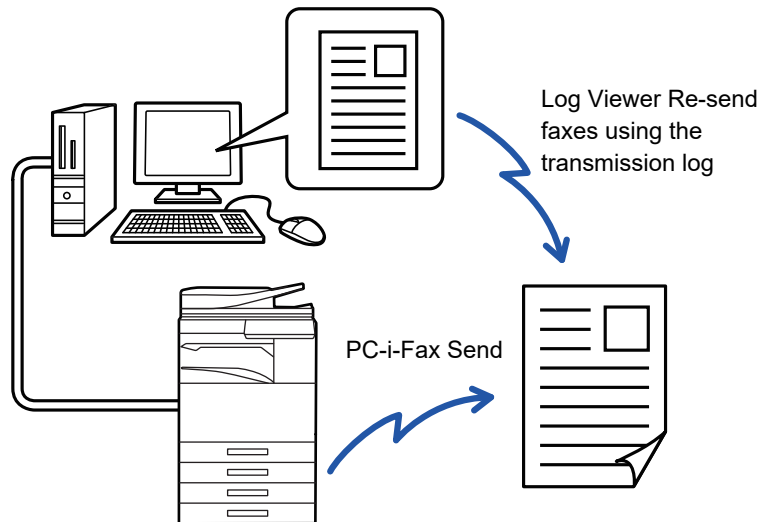 Log Viewer Re-send
faxes using the
transmission log
PC-i-Fax Send